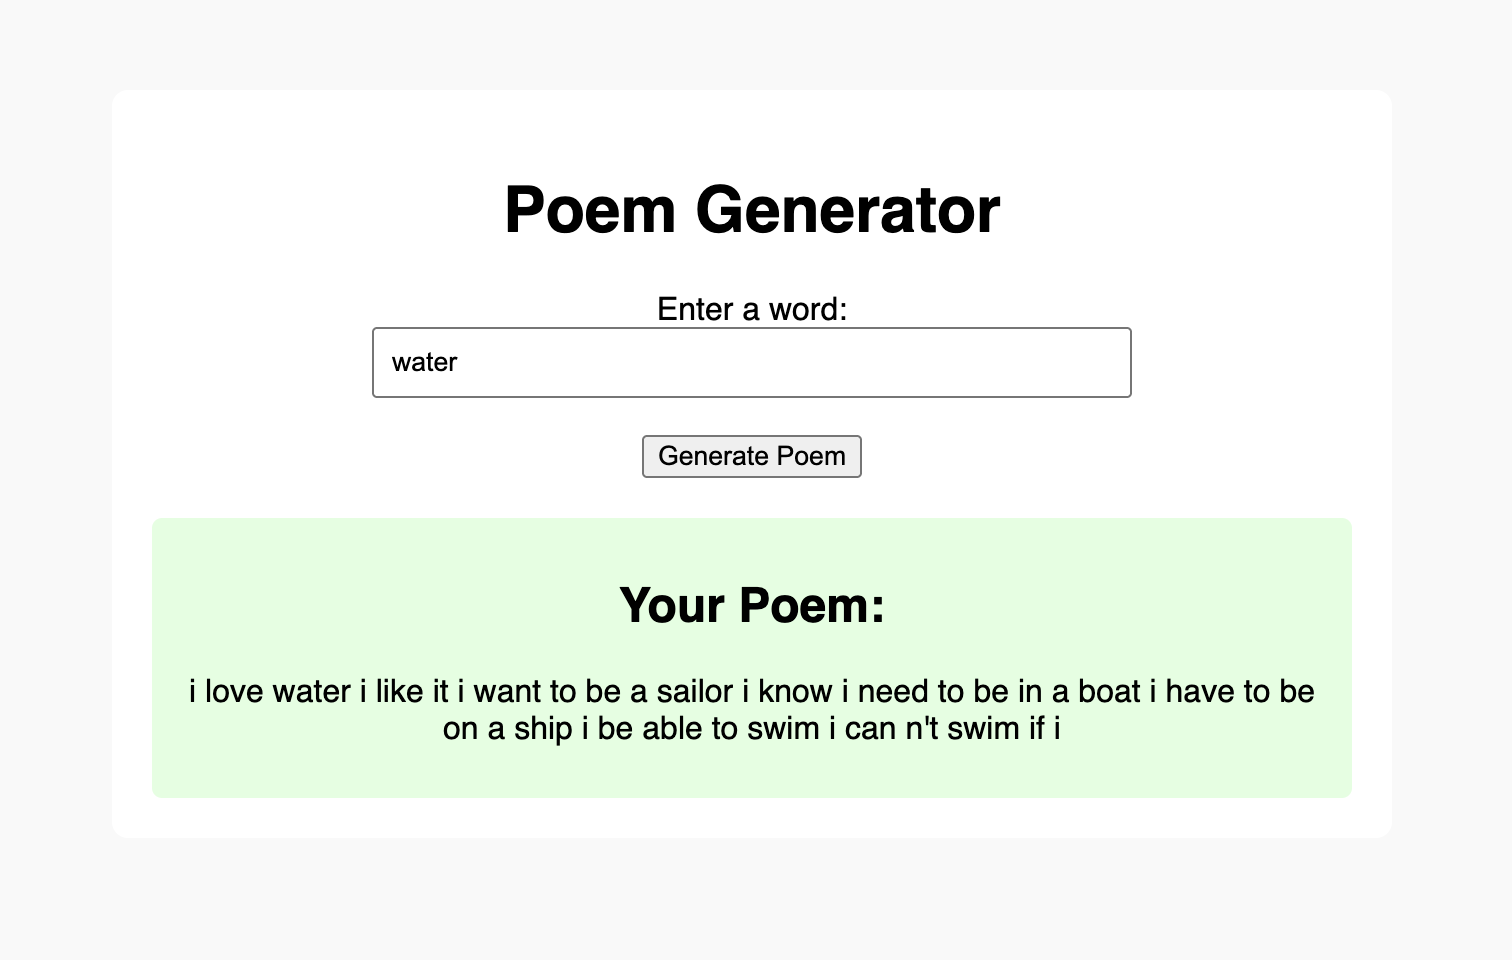 Poem Generator
Enter a word:
water
Generate Poem
Your Poem:
i love water i like it i want to be a sailor i know i need to be in a boat i have to be
on a ship i be able to swim i can n't swim if i